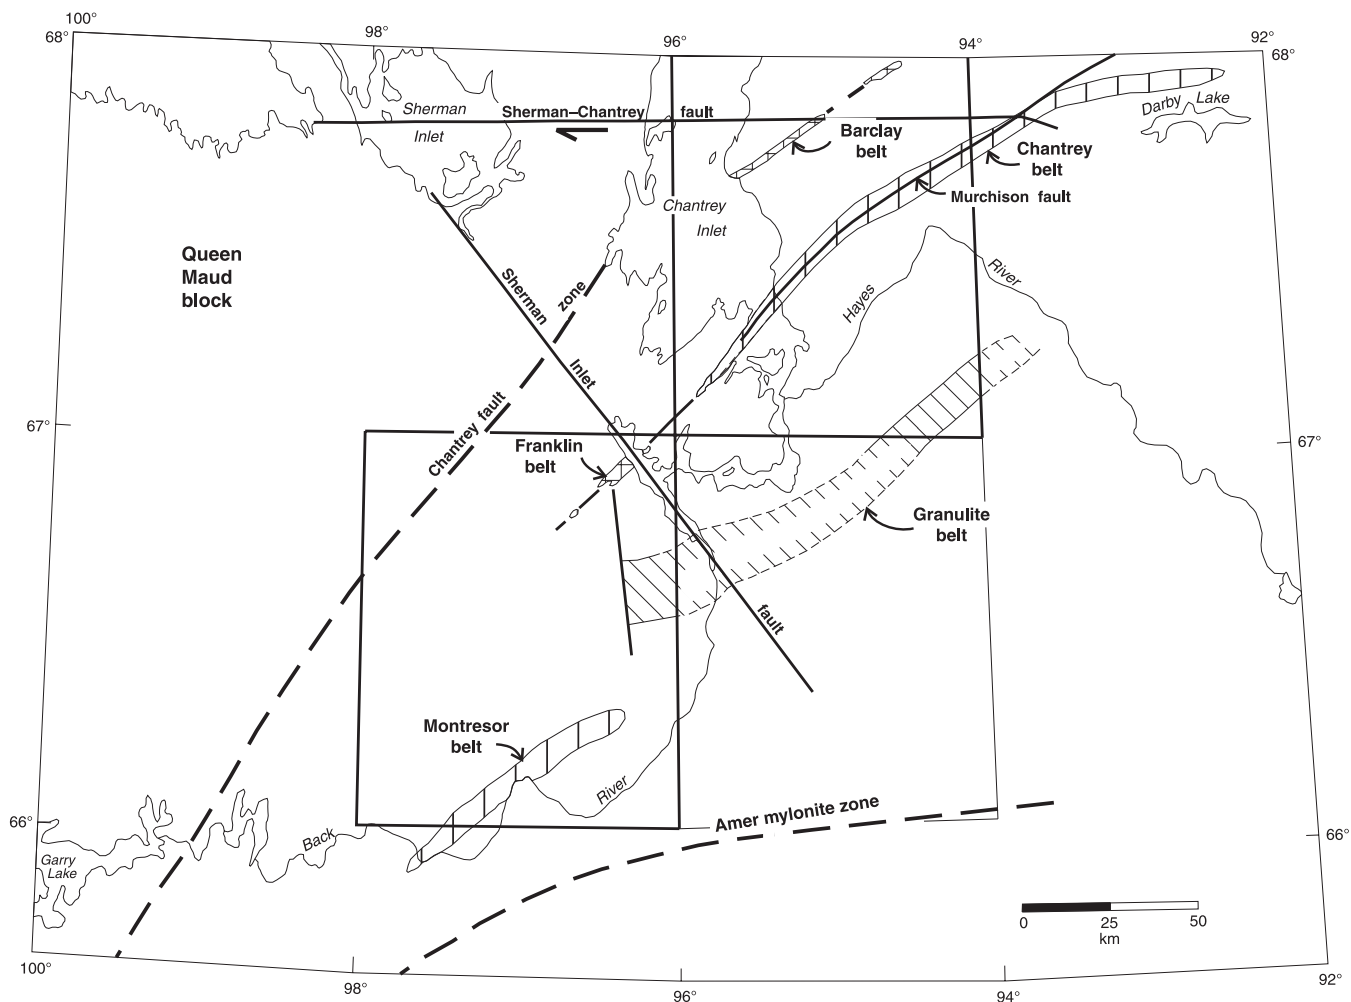 100°
98°
96°
94°
92°
68°
68°
Sherman
Inlet
Sherman–Chantrey fault
Darby Lake
Barclay
belt
Chantrey
belt
Murchison fault
Chantrey
Inlet
Queen
Maud
block
Hayes
River
Sherman
Inlet
fault
Chantrey fault
zone
67°
67°
Franklin
belt
Granulite
belt
Montresor
belt
River
Back
Amer mylonite zone
66°
66°
Garry
Lake
0
25
50
km
100°
98°
96°
94°
92°